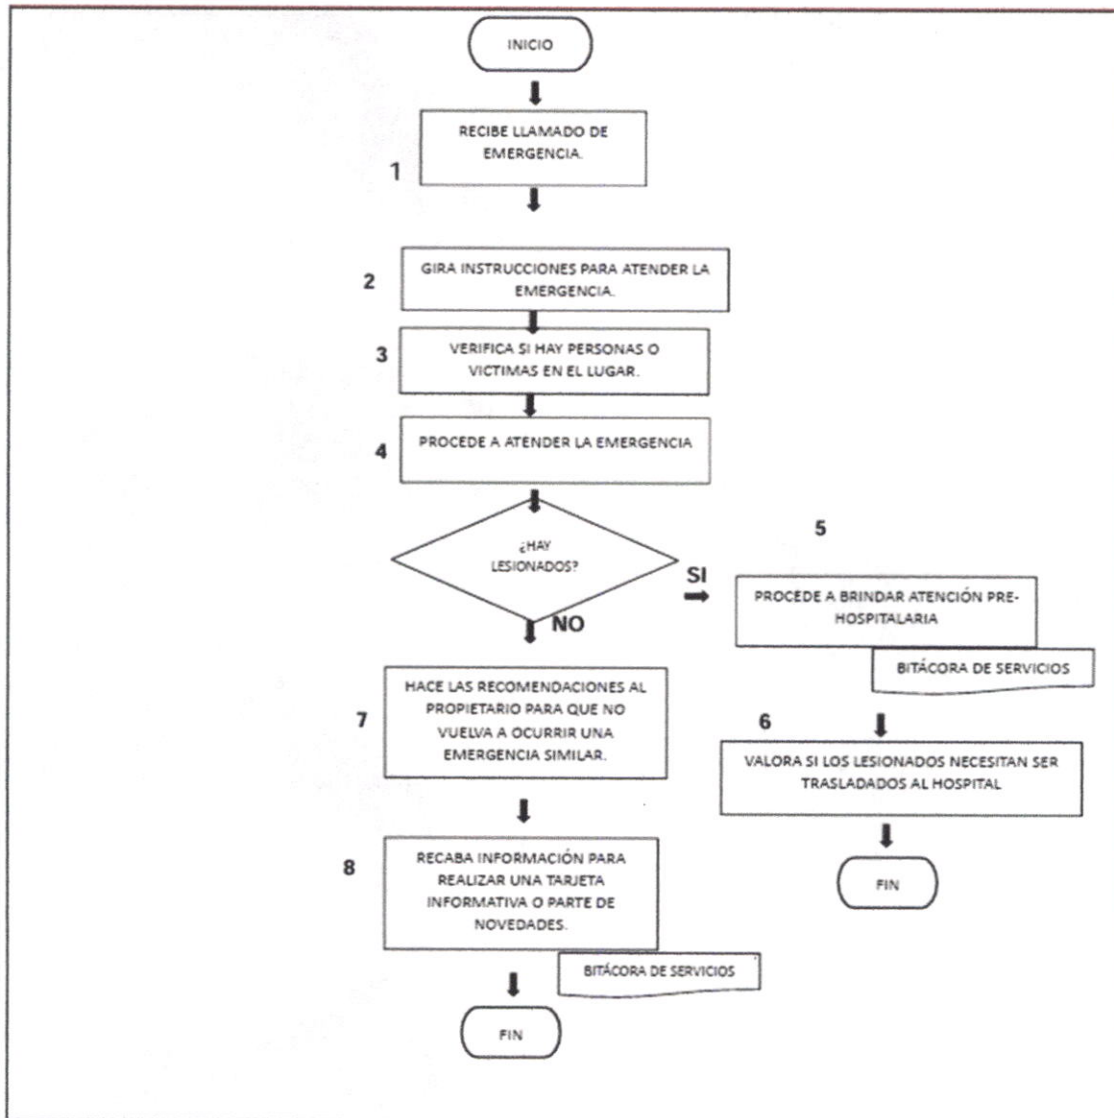 INICIO
RECIBE LLAMADO DE
EMERGENCIA.
1
2
GIRA INSTRUCCIONES PARA ATENDER LA
EMERGENCIA.
3
VERIFICA SI HAY PERSONAS O
VICTIMAS EN EL LUGAR.
4
PROCEDE A ATENDER LA EMERGENCIA
¿HAY
LESIONADOS?
SI
5
PROCEDE A BRINDAR ATENCIÓN PRE-
HOSPITALARIA
BITÁCORA DE SERVICIOS
6
VALORA SI LOS LESIONADOS NECESITAN SER
TRASLADADOS AL HOSPITAL
FIN
NO
7
HACE LAS RECOMENDACIONES AL
PROPIETARIO PARA QUE NO
VUELVA A OCURRIR UNA
EMERGENCIA SIMILAR.
8
RECABA INFORMACIÓN PARA
REALIZAR UNA TARJETA
INFORMATIVA O PARTE DE
NOVEDADES.
BITÁCORA DE SERVICIOS
FIN